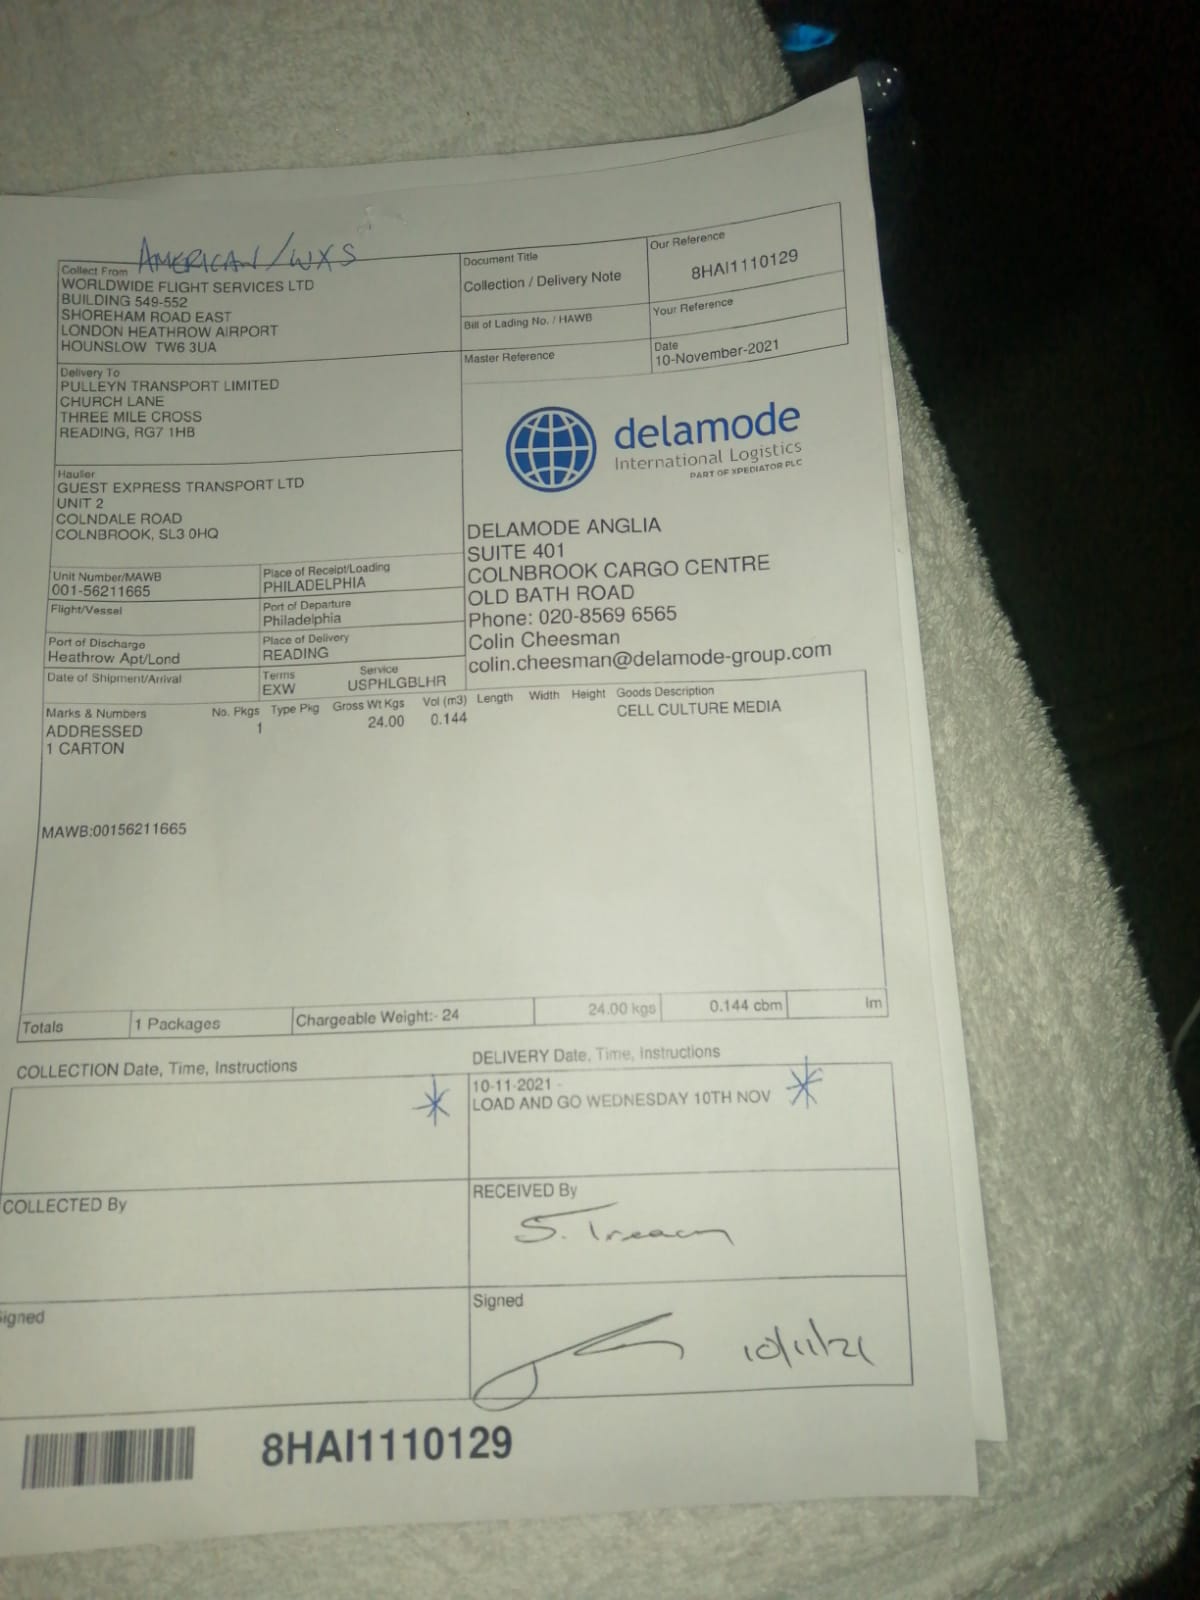 AMERICAN/WXS
Collect From
WORLDWIDE FLIGHT SERVICES LTD
BUILDING 549-552
SHOREHAM ROAD EAST
LONDON HEATHROW AIRPORT
HOUNSLOW TW6 3UA
Document Title
Collection / Delivery Note
Our Reference
8HAI1110129
Bill of Lading No. / HAWB
Your Reference
Master Reference
Date
10-November-2021
Delivery To
PULLEYN TRANSPORT LIMITED
CHURCH LANE
THREE MILE CROSS
READING, RG7 1HB
delamode
International Logistics
PART OF XPEDIATOR PLC
Haulier
GUEST EXPRESS TRANSPORT LTD
UNIT 2
COLNDALE ROAD
COLNBROOK, SL3 0HQ
DELAMODE ANGLIA
SUITE 401
COLNBROOK CARGO CENTRE
OLD BATH ROAD
Phone: 020-8569 6565
Colin Cheesman
colin.cheesman@delamode-group.com
Unit Number/MAWB
001-56211665
Place of Receipt/Loading
PHILADELPHIA
Flight/Vessel
Port of Departure
Philadelphia
Port of Discharge
Heathrow Apt/Lond
Place of Delivery
READING
Date of Shipment/Arrival
Terms
EXW
Service
USPHLGBLHR
Marks & Numbers No. Pkgs Type Pkg Gross Wt Kgs Vol (m3) Length Width Height Goods Description
ADDRESSED 1 24.00 0.144 CELL CULTURE MEDIA
1 CARTON
MAWB:00156211665
Totals 1 Packages Chargeable Weight:- 24 24.00 kgs 0.144 cbm lm
COLLECTION Date, Time, Instructions
DELIVERY Date, Time, Instructions
10-11-2021 -
LOAD AND GO WEDNESDAY 10TH NOV
COLLECTED By
RECEIVED By
S. Treacy
Signed
Signed
10/11/21
8HAI1110129